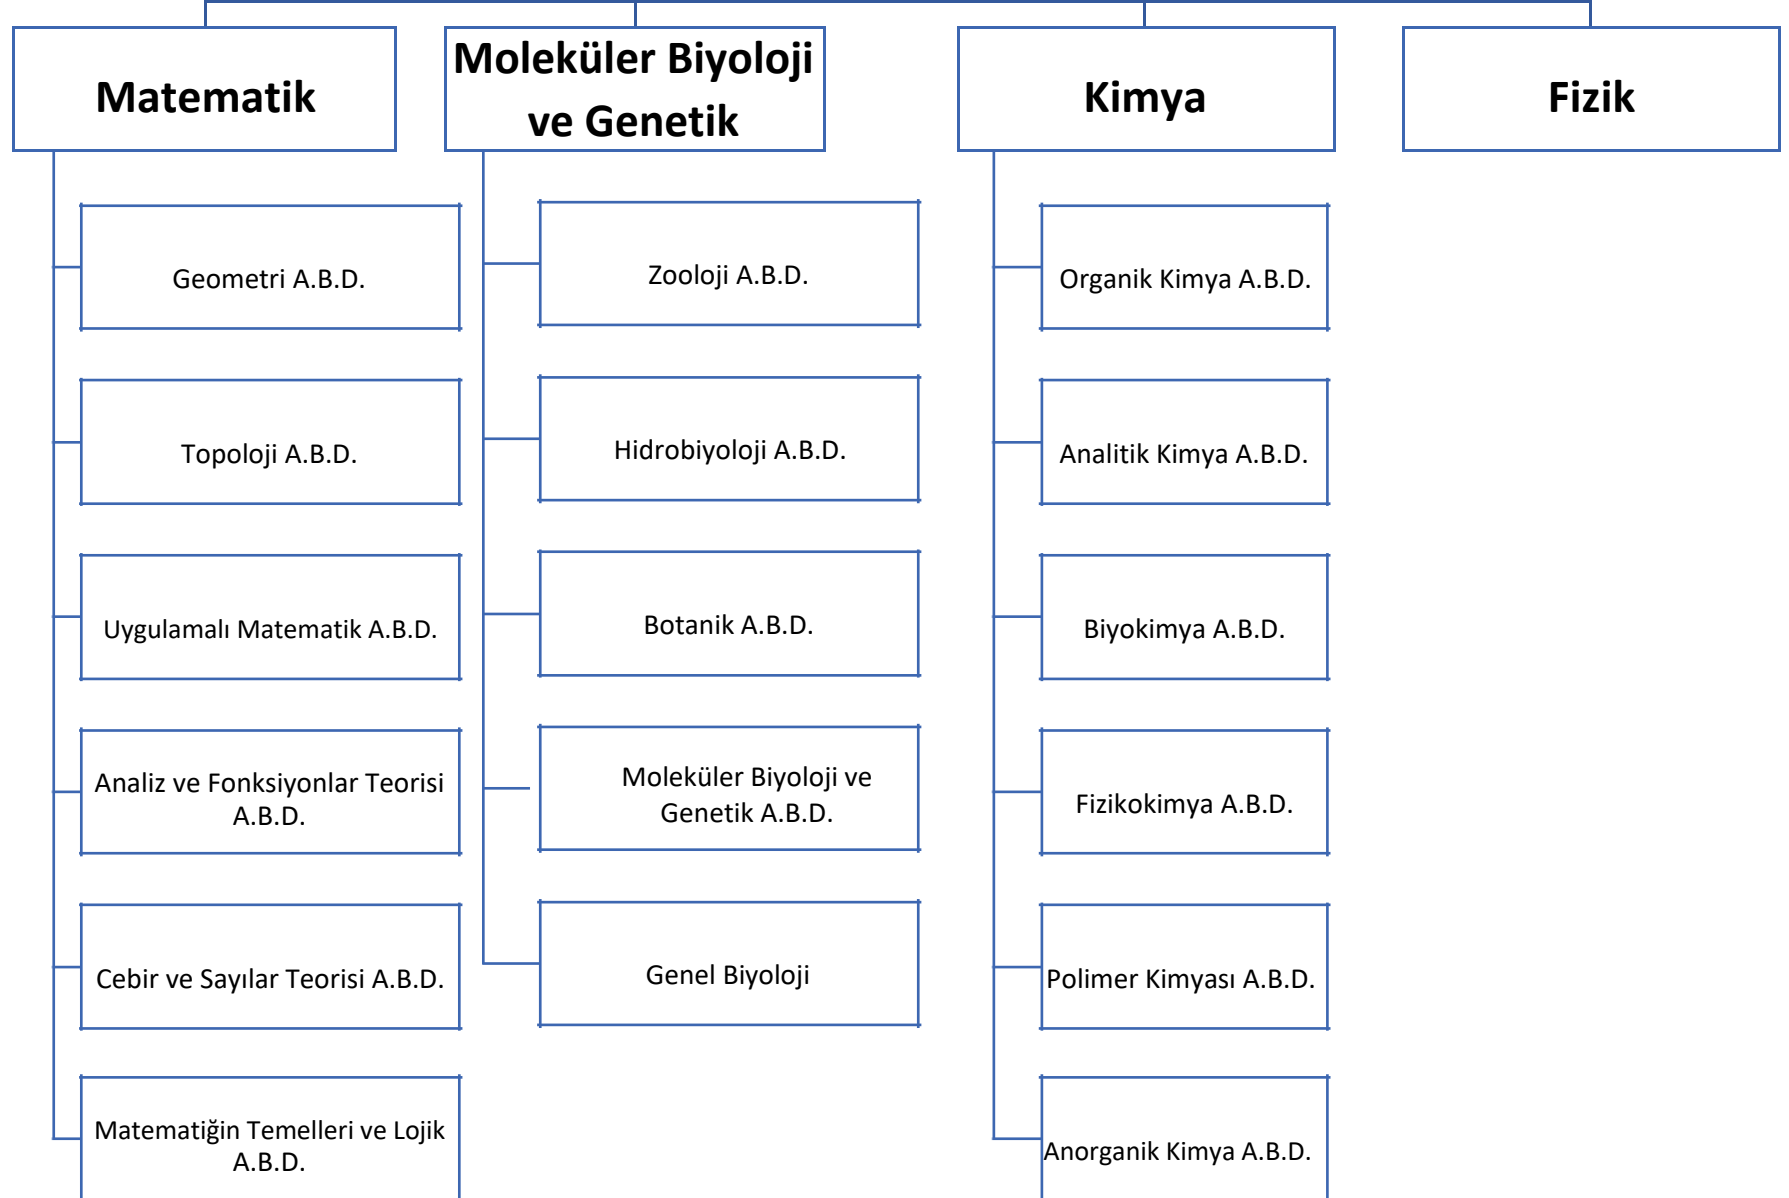 Matematik
Moleküler Biyoloji
ve Genetik
Kimya
Fizik
Geometri A.B.D.
Topoloji A.B.D.
Uygulamalı Matematik A.B.D.
Analiz ve Fonksiyonlar Teorisi
A.B.D.
Cebir ve Sayılar Teorisi A.B.D.
Matematiğin Temelleri ve Lojik
A.B.D.
Zooloji A.B.D.
Hidrobiyoloji A.B.D.
Botanik A.B.D.
Moleküler Biyoloji ve
Genetik A.B.D.
Genel Biyoloji
Organik Kimya A.B.D.
Analitik Kimya A.B.D.
Biyokimya A.B.D.
Fizikokimya A.B.D.
Polimer Kimyası A.B.D.
Anorganik Kimya A.B.D.